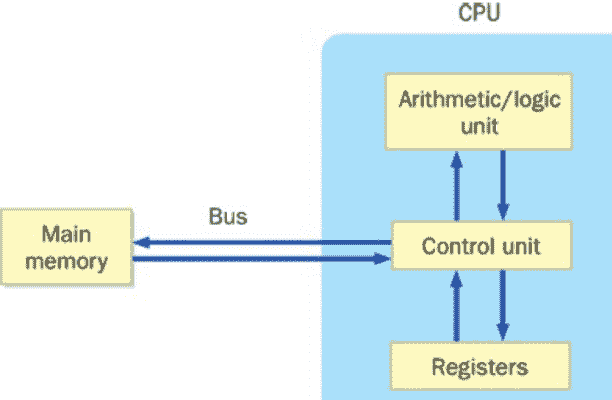 CPU
Arithmetic/logic
unit
Bus
Main
memory
Control unit
Registers